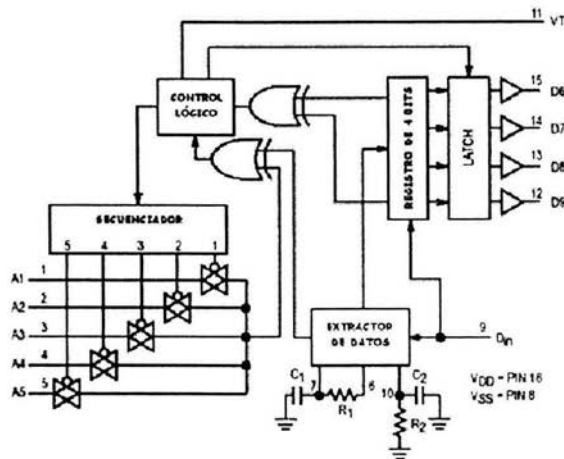 11 VT
CONTROL
LÓGICO
REGISTRO DE 4 BITS
LATCH
15 D6
14 D7
13 D8
12 D9
SECUENCIADOR
5 4 3 2 1
A1 1
A2 2
A3 3
A4 4
A5 5
EXTRACTOR
DE DATOS
9 Din
C1 7 R1 6 10 C2
R2
VDD = PIN 16
VSS = PIN 8